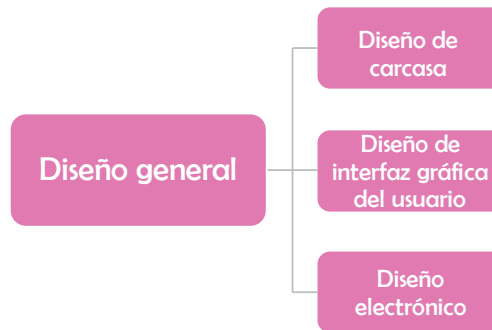 Diseño general
Diseño de
carcasa
Diseño de
interfaz gráfica
del usuario
Diseño
electrónico